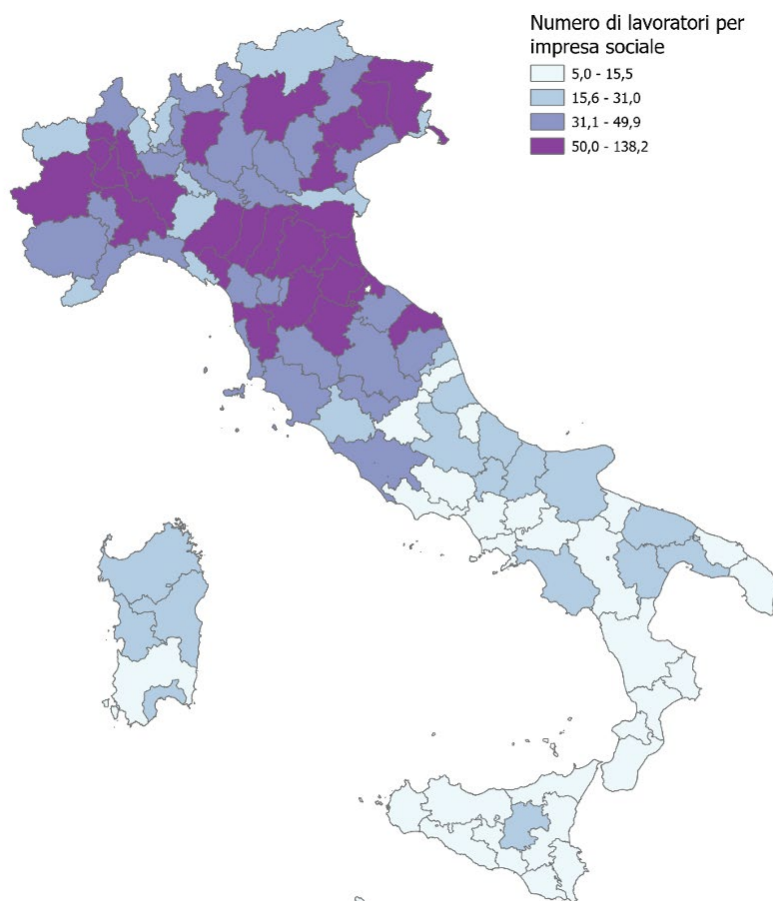 Numero di lavoratori per
impresa sociale
5,0 - 15,5
15,6 - 31,0
31,1 - 49,9
50,0 - 138,2